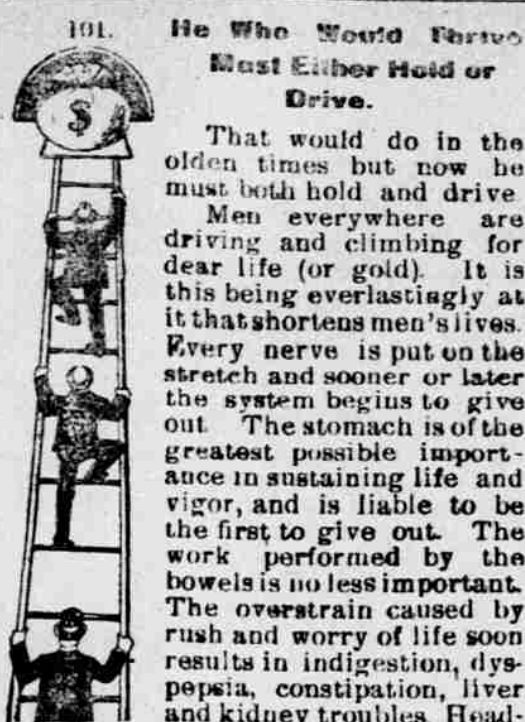 101.
He Who Would Thrive
Must Either Hold or
Drive.
$
That would do in the
olden times but now he
must both hold and drive
Men everywhere are
driving and climbing for
dear life (or gold). It is
this being everlastingly at
it that shortens men's lives.
Every nerve is put on the
stretch and sooner or later
the system begins to give
out The stomach is of the
greatest possible import-
ance in sustaining life and
vigor, and is liable to be
the first to give out. The
work performed by the
bowels is no less important.
The overstrain caused by
rush and worry of life soon
results in indigestion, dys-
pepsia, constipation, liver
and kidney troubles. Head-